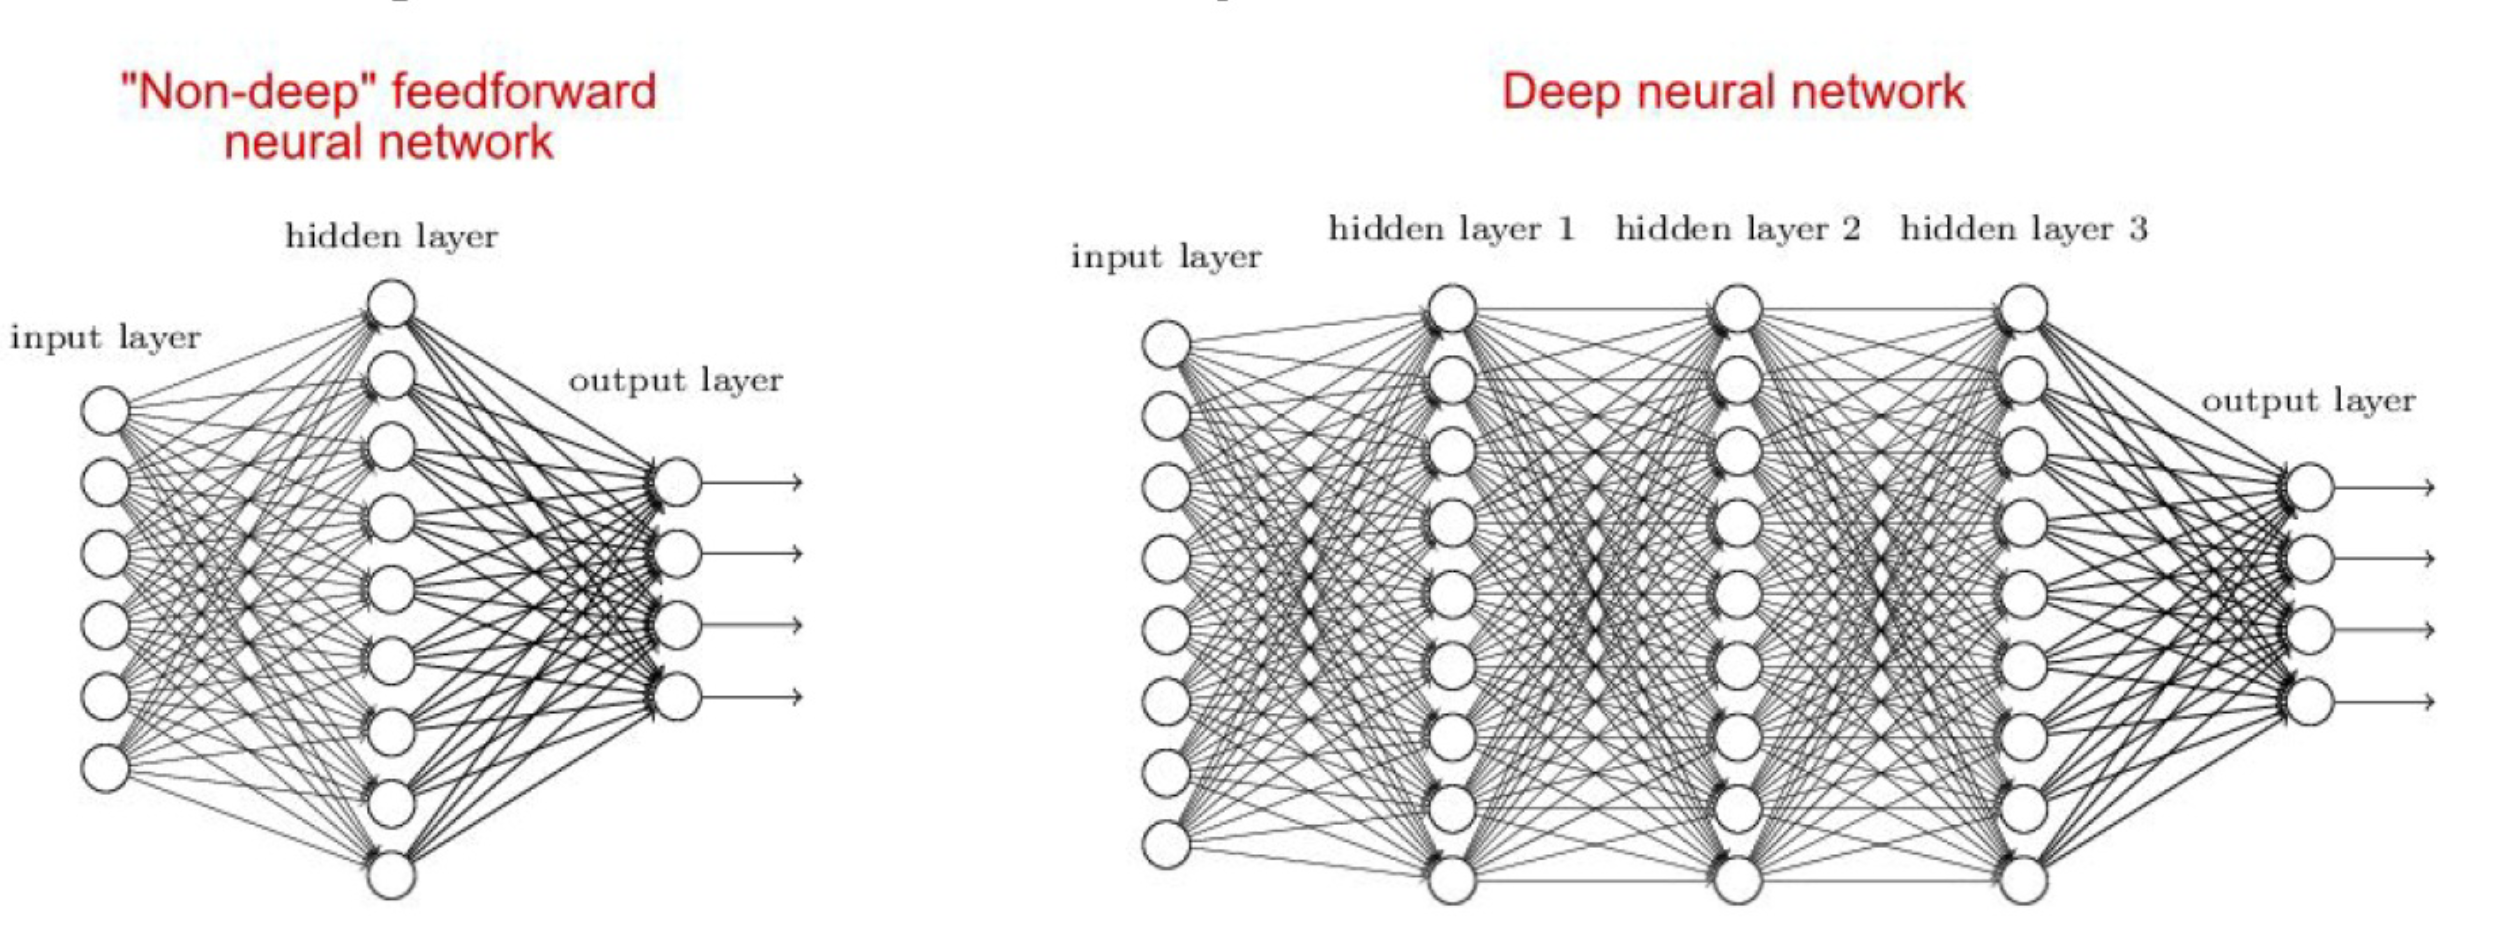 "Non-deep" feedforward
neural network
hidden layer
input layer
output layer
Deep neural network
hidden layer 1 hidden layer 2 hidden layer 3
input layer
output layer